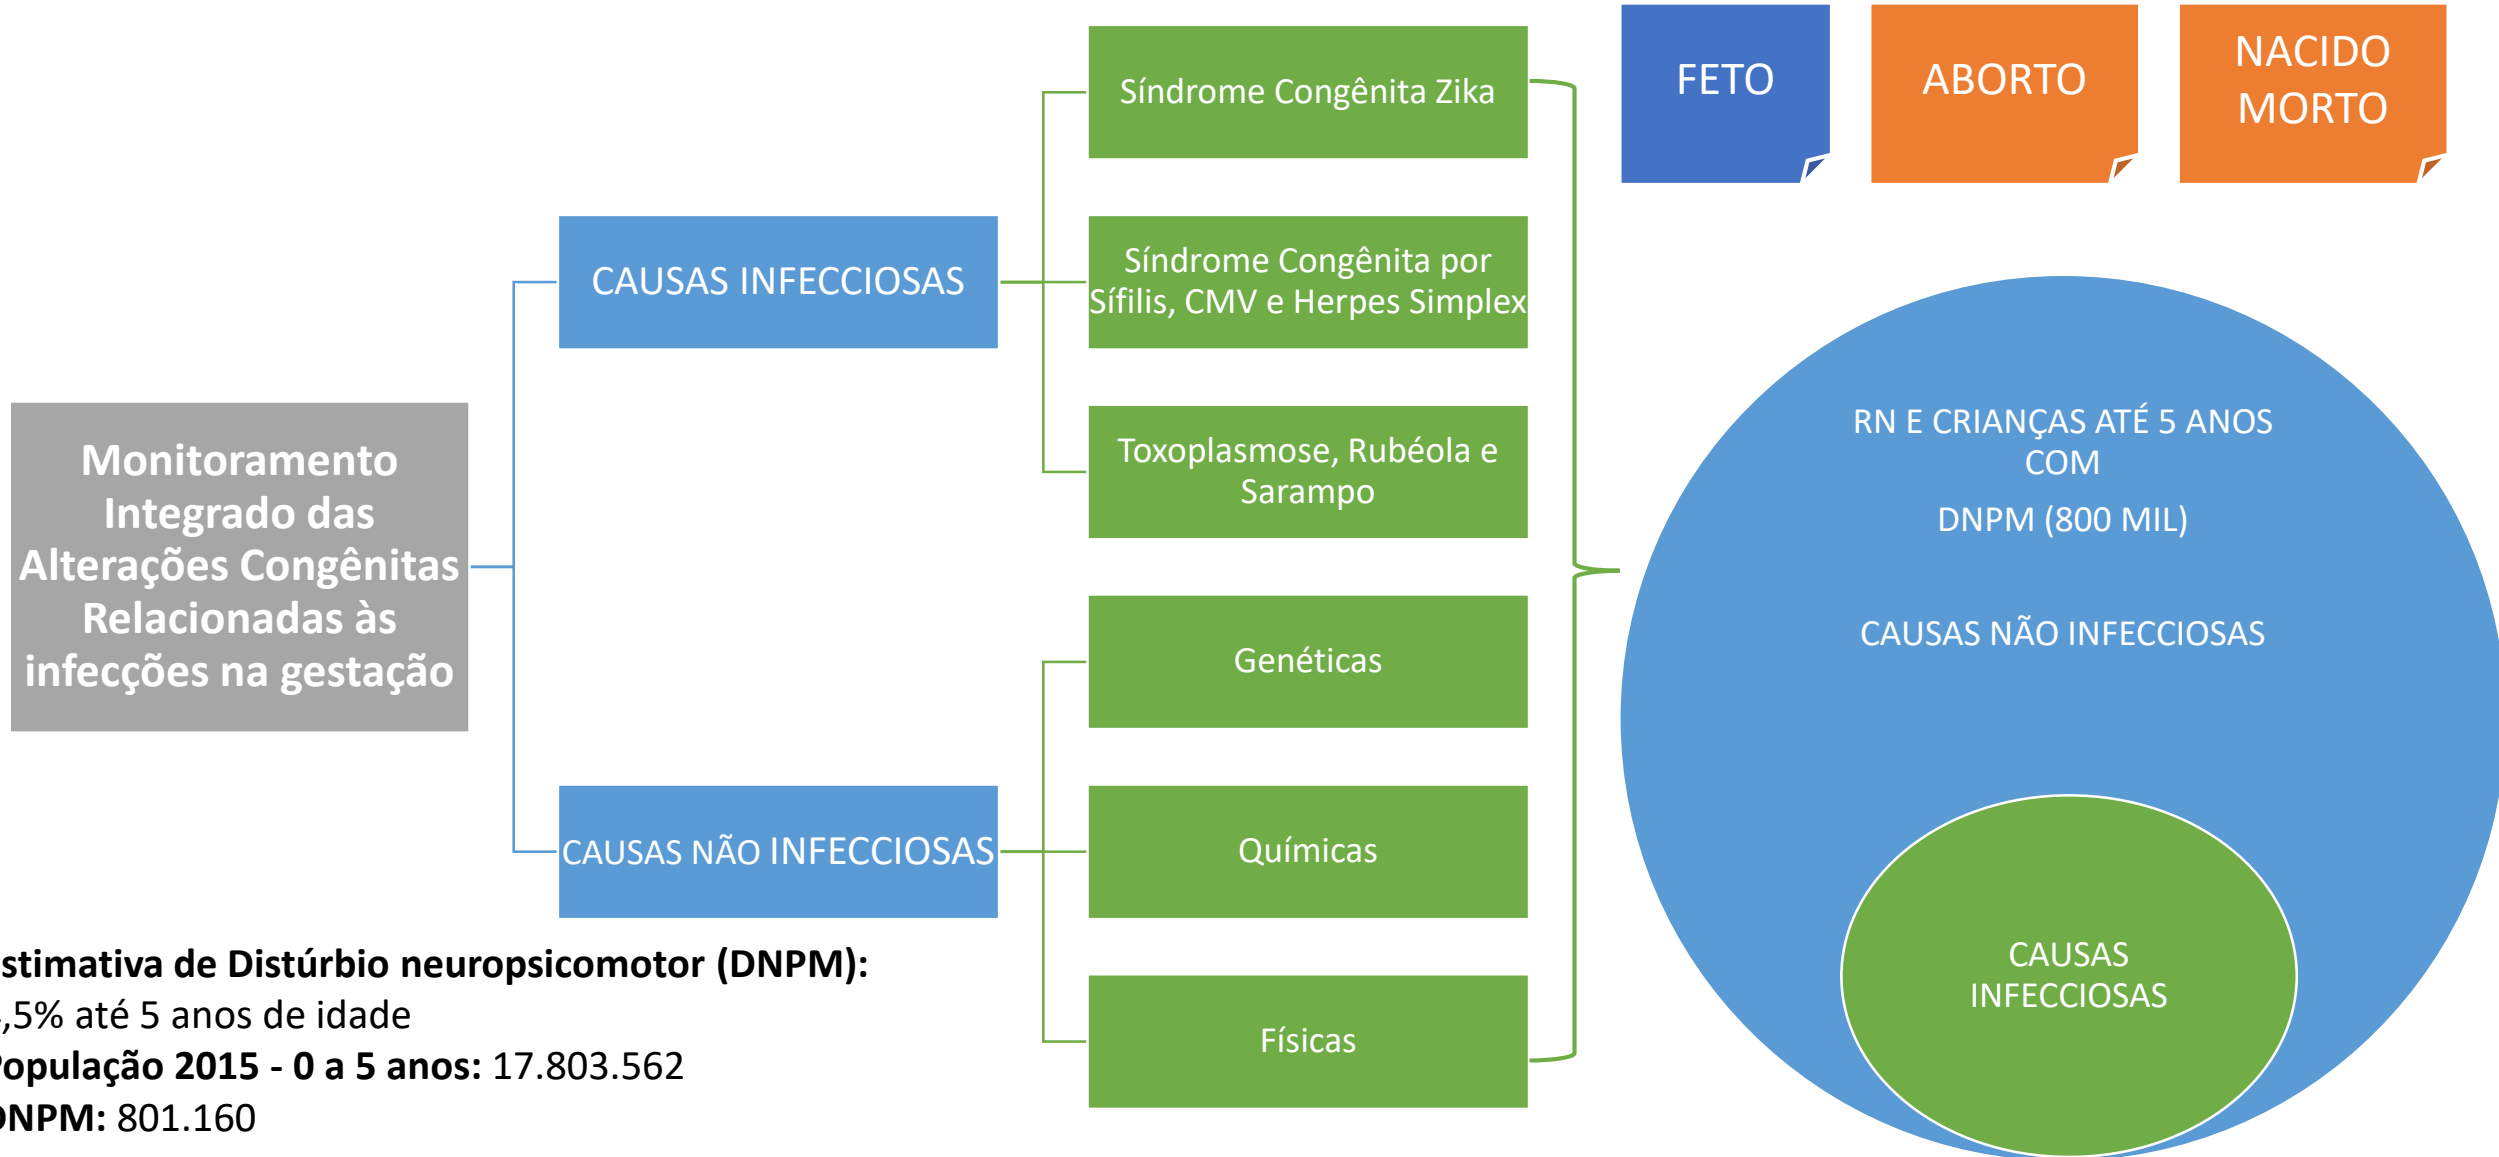 Monitoramento
Integrado das
Alterações Congênitas
Relacionadas às
infecções na gestação
CAUSAS INFECCIOSAS
CAUSAS NÃO INFECCIOSAS
Síndrome Congênita Zika
Síndrome Congênita por
Sífilis, CMV e Herpes Simplex
Toxoplasmose, Rubéola e
Sarampo
Genéticas
Químicas
Físicas
FETO
ABORTO
NACIDO
MORTO
RN E CRIANÇAS ATÉ 5 ANOS
COM
DNPM (800 MIL)
CAUSAS NÃO INFECCIOSAS
CAUSAS
INFECCIOSAS
stimativa de Distúrbio neuropsicomotor (DNPM):
,5% até 5 anos de idade
População 2015 - 0 a 5 anos: 17.803.562
DNPM: 801.160